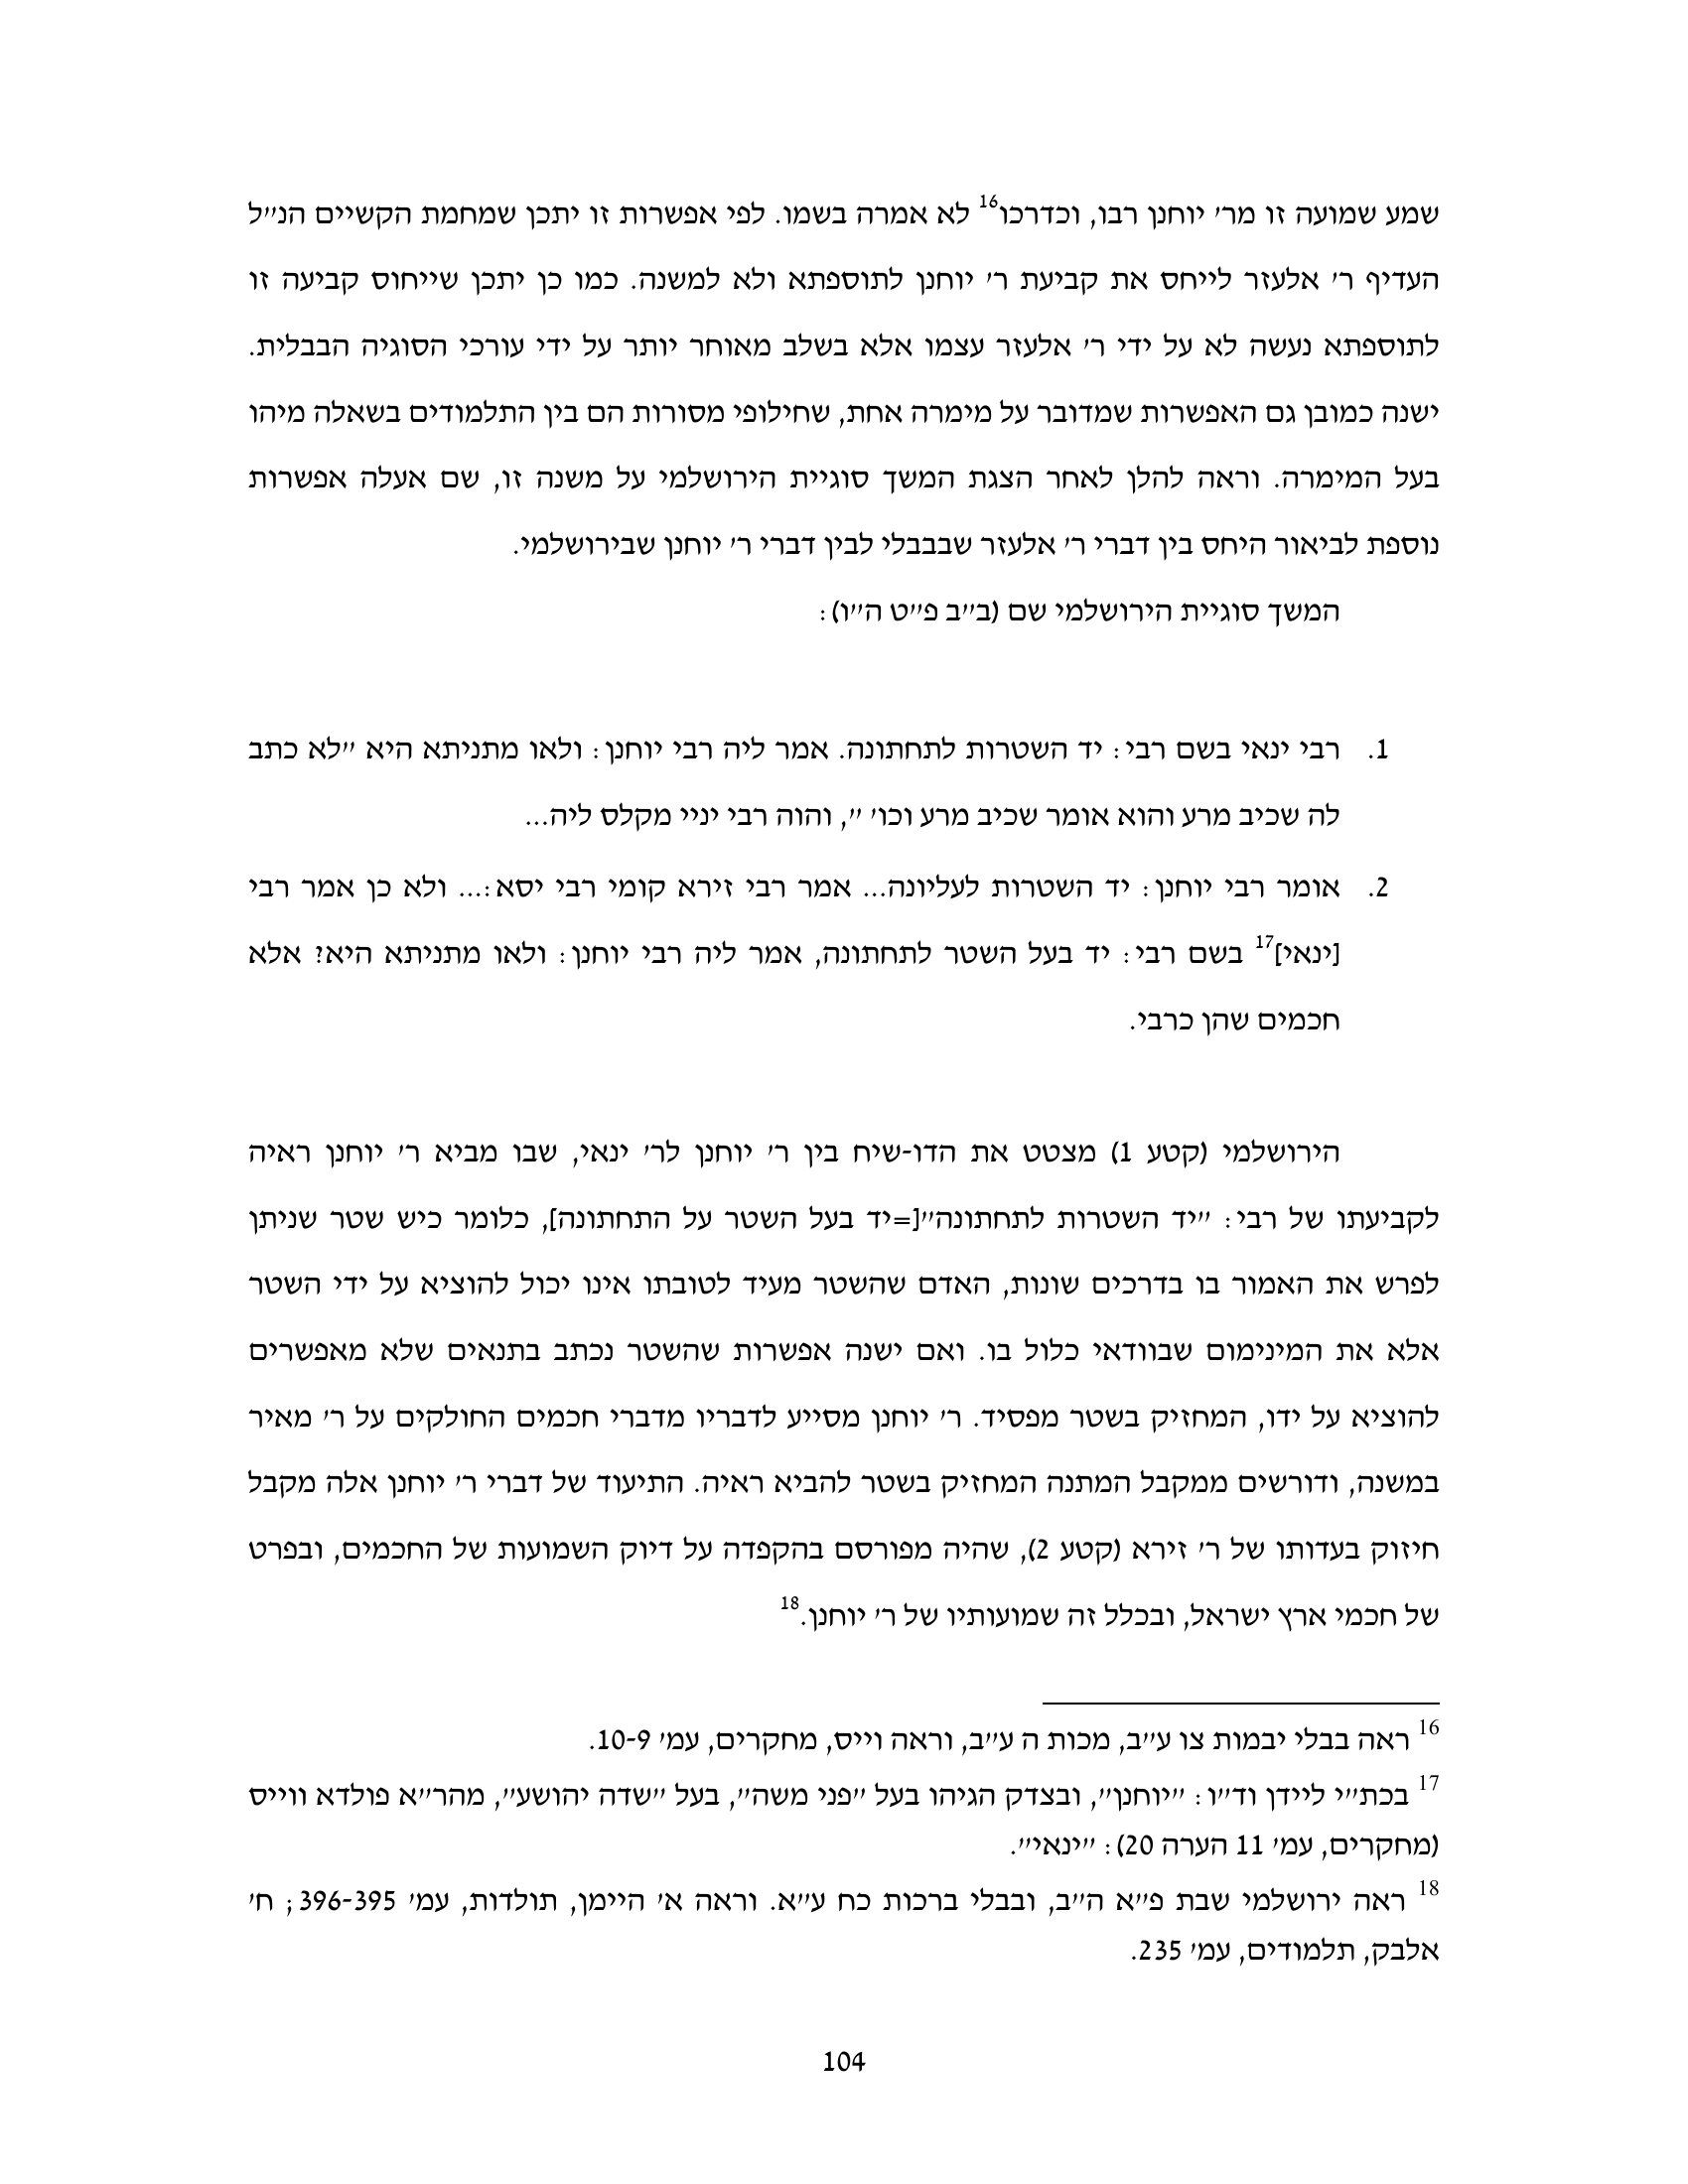 שמע שמועה זו מר׳ יוחנן רבו, וכדרכו16 לא אמרה בשמו. לפי אפשרות זו יתכן שמחמת הקשיים הנ״ל
העדיף ר׳ אלעזר לייחס את קביעת ר׳ יוחנן לתוספתא ולא למשנה. כמו כן יתכן שייחוס קביעה זו
לתוספתא נעשה לא על ידי ר׳ אלעזר עצמו אלא בשלב מאוחר יותר על ידי עורכי הסוגיה הבבלית.
ישנה כמובן גם האפשרות שמדובר על מימרה אחת, שחילופי מסורות הם בין התלמודים בשאלה מיהו
בעל המימרה. וראה להלן לאחר הצגת המשך סוגיית הירושלמי על משנה זו, שם אעלה אפשרות
נוספת לביאור היחס בין דברי ר׳ אלעזר שבבבלי לבין דברי ר׳ יוחנן שבירושלמי.
המשך סוגיית הירושלמי שם (ב״ב פ״ט ה״ו):
1. רבי ינאי בשם רבי: יד השטרות לתחתונה. אמר ליה רבי יוחנן: ולאו מתניתא היא ״לא כתב
לה שכיב מרע והוא אומר שכיב מרע וכו׳ ״, והוה רבי יניי מקלס ליה...
2. אומר רבי יוחנן: יד השטרות לעליונה... אמר רבי זירא קומי רבי יסא:... ולא כן אמר רבי
[ינאי]17 בשם רבי: יד בעל השטר לתחתונה, אמר ליה רבי יוחנן: ולאו מתניתא היא? אלא
חכמים שהן כרבי.
הירושלמי (קטע 1) מצטט את הדו-שיח בין ר׳ יוחנן לר׳ ינאי, שבו מביא ר׳ יוחנן ראיה
לקביעתו של רבי: ״יד השטרות לתחתונה״[=יד בעל השטר על התחתונה], כלומר כיש שטר שניתן
לפרש את האמור בו בדרכים שונות, האדם שהשטר מעיד לטובתו אינו יכול להוציא על ידי השטר
אלא את המינימום שבוודאי כלול בו. ואם ישנה אפשרות שהשטר נכתב בתנאים שלא מאפשרים
להוציא על ידו, המחזיק בשטר מפסיד. ר׳ יוחנן מסייע לדבריו מדברי חכמים החולקים על ר׳ מאיר
במשנה, ודורשים ממקבל המתנה המחזיק בשטר להביא ראיה. התיעוד של דברי ר׳ יוחנן אלה מקבל
חיזוק בעדותו של ר׳ זירא (קטע 2), שהיה מפורסם בהקפדה על דיוק השמועות של החכמים, ובפרט
של חכמי ארץ ישראל, ובכלל זה שמועותיו של ר׳ יוחנן.18
16 ראה בבלי יבמות צו ע״ב, מכות ה ע״ב, וראה וייס, מחקרים, עמ׳ 10-9.
17 בכת״י ליידן וד״ו: ״יוחנן״, ובצדק הגיהו בעל ״פני משה״, בעל ״שדה יהושע״, מהר״א פולדא ווייס
(מחקרים, עמ׳ 11 הערה 20): ״ינאי״.
18 ראה ירושלמי שבת פ״א ה״ב, ובבלי ברכות כח ע״א. וראה א׳ היימן, תולדות, עמ׳ 396-395; ח׳
אלבק, תלמודים, עמ׳ 235.
104